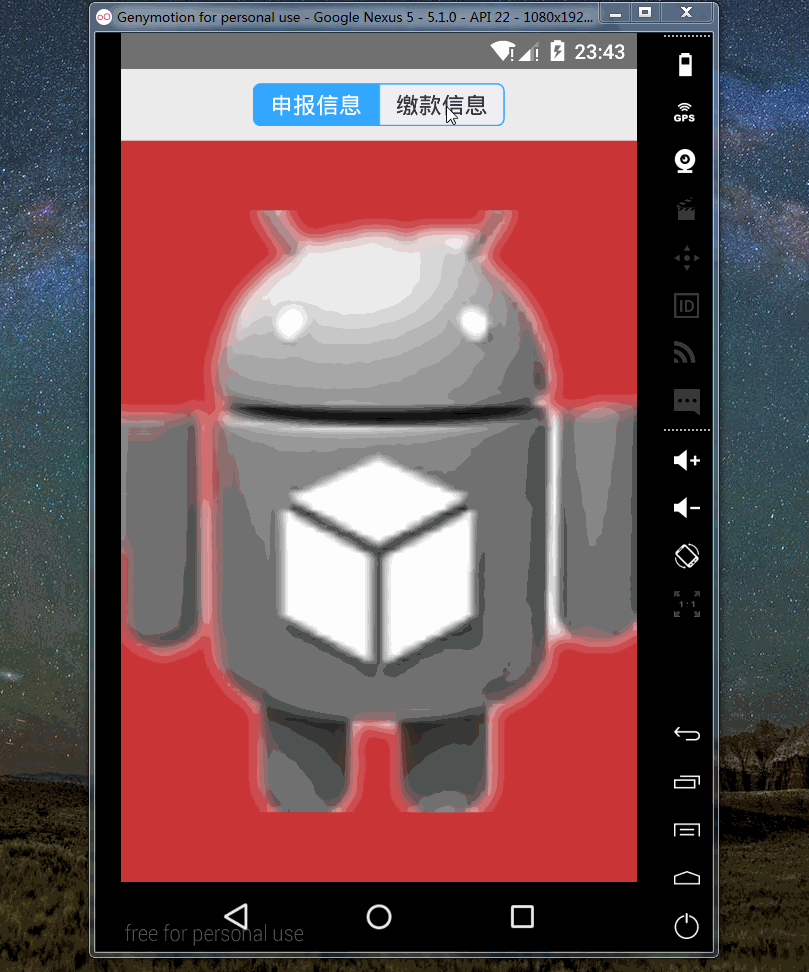 Genymotion for personal use - Google Nexus 5 - 5.1.0 - API 22 - 1080x192...
23:43
申报信息 缴款信息
GPS
ID
1:1
free for personal use